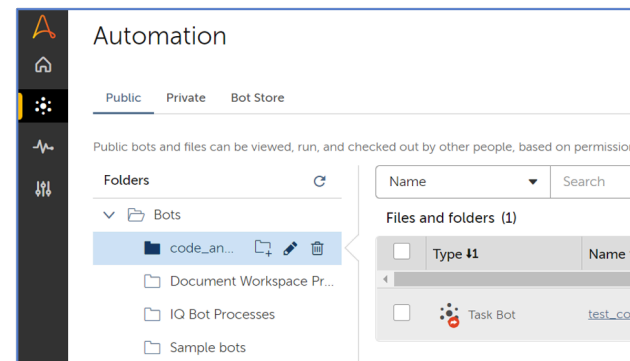 Automation
Public Private Bot Store
Public bots and files can be viewed, run, and checked out by other people, based on permission
Folders
Name
Search
Bots
Files and folders (1)
code_an...
Type ↓1 Name
Document Workspace Pr...
IQ Bot Processes
Task Bot test_co
Sample bots